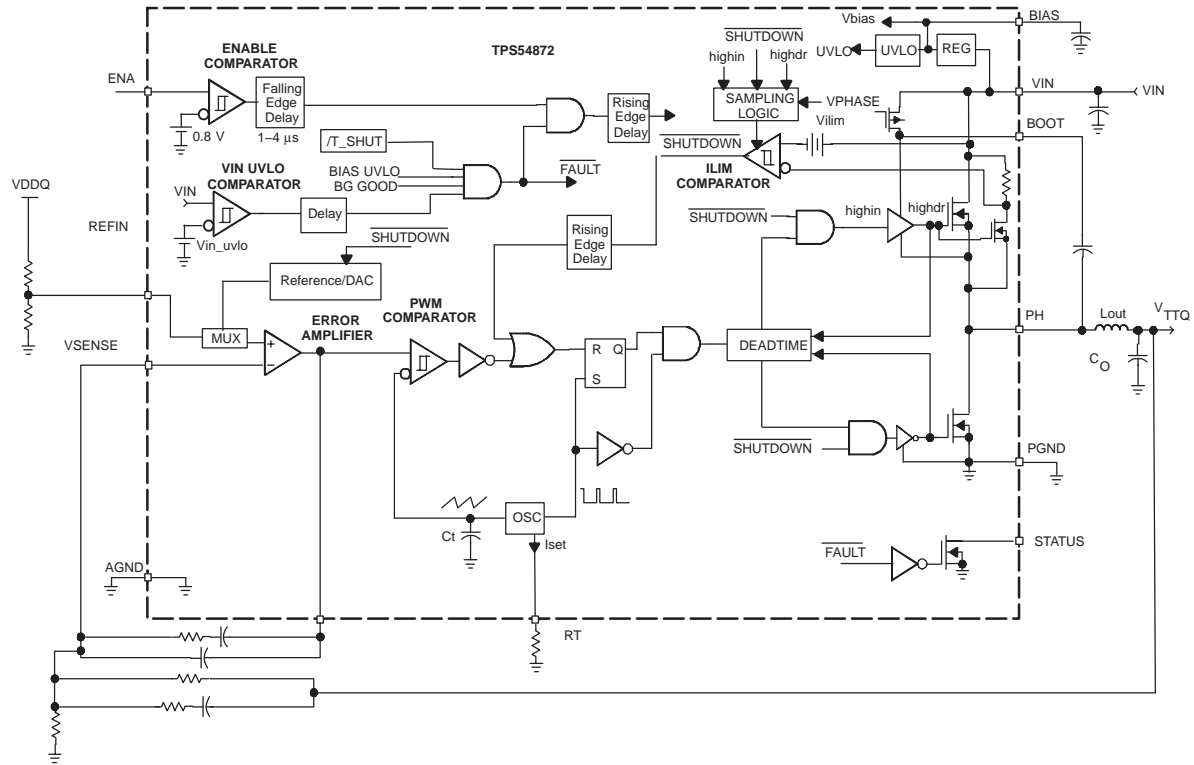 Vbias
BIAS
SHUTDOWN
ENABLE
COMPARATOR
TPS54872
highin
highdr
UVLO
UVLO
REG
ENA
Falling
Edge
Delay
VIN
VIN
SAMPLING
LOGIC
VPHASE
Rising
Edge
Delay
0.8 V
1–4 µs
BOOT
/T_SHUT
SHUTDOWN
Vilim
VIN UVLO
COMPARATOR
BIAS UVLO
BG GOOD
FAULT
ILIM
COMPARATOR
VDDQ
VIN
REFIN
Delay
SHUTDOWN
highin
highdr
Vin_uvlo
SHUTDOWN
Rising
Edge
Delay
Reference/DAC
PWM
COMPARATOR
ERROR
AMPLIFIER
MUX
+
−
PH
Lout
VTTQ
VSENSE
R Q
S
DEADTIME
CO
SHUTDOWN
PGND
OSC
Ct
Iset
FAULT
STATUS
AGND
RT